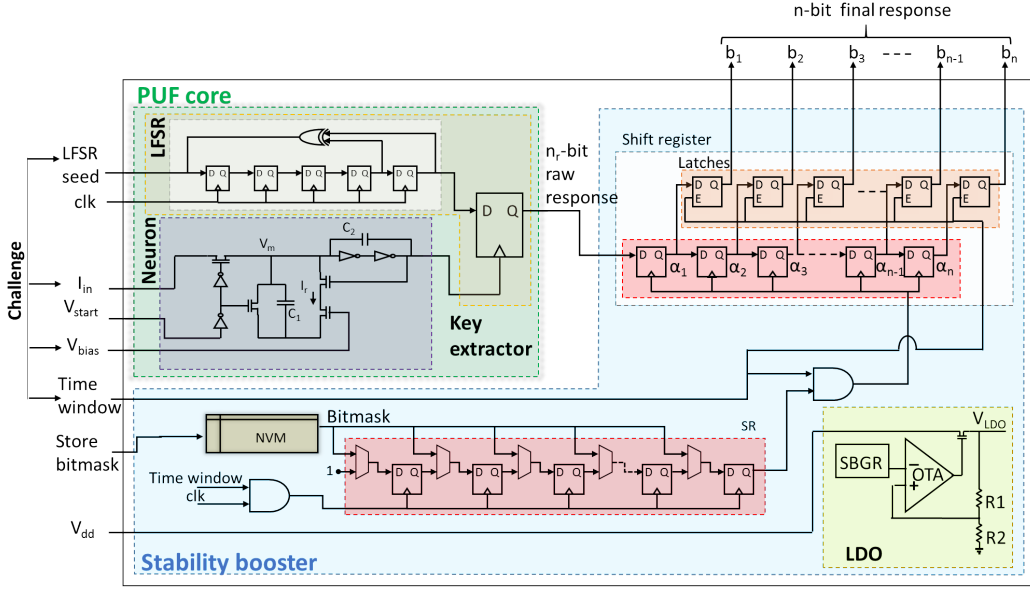 n-bit final response
b1 b2 b3 ---- bn-1 bn
PUF core
LFSR
D Q D Q D Q D Q D Q
Neuron
Vm
C2
Ir
C1
D Q
Key
extractor
nr-bit
raw
response
Shift register
Latches
D Q D Q D Q D Q D Q
E E E E E
D Q D Q D Q D Q D Q
α1 α2 α3 αn-1 αn
Challenge
LFSR
seed
clk
Iin
Vstart
Vbias
Time
window
Store
bitmask
Vdd
NVM
Bitmask
SR
1
D Q D Q D Q D Q D Q
Time window
clk
Stability booster
VLDO
SBGR
OTA
− +
R1
R2
LDO